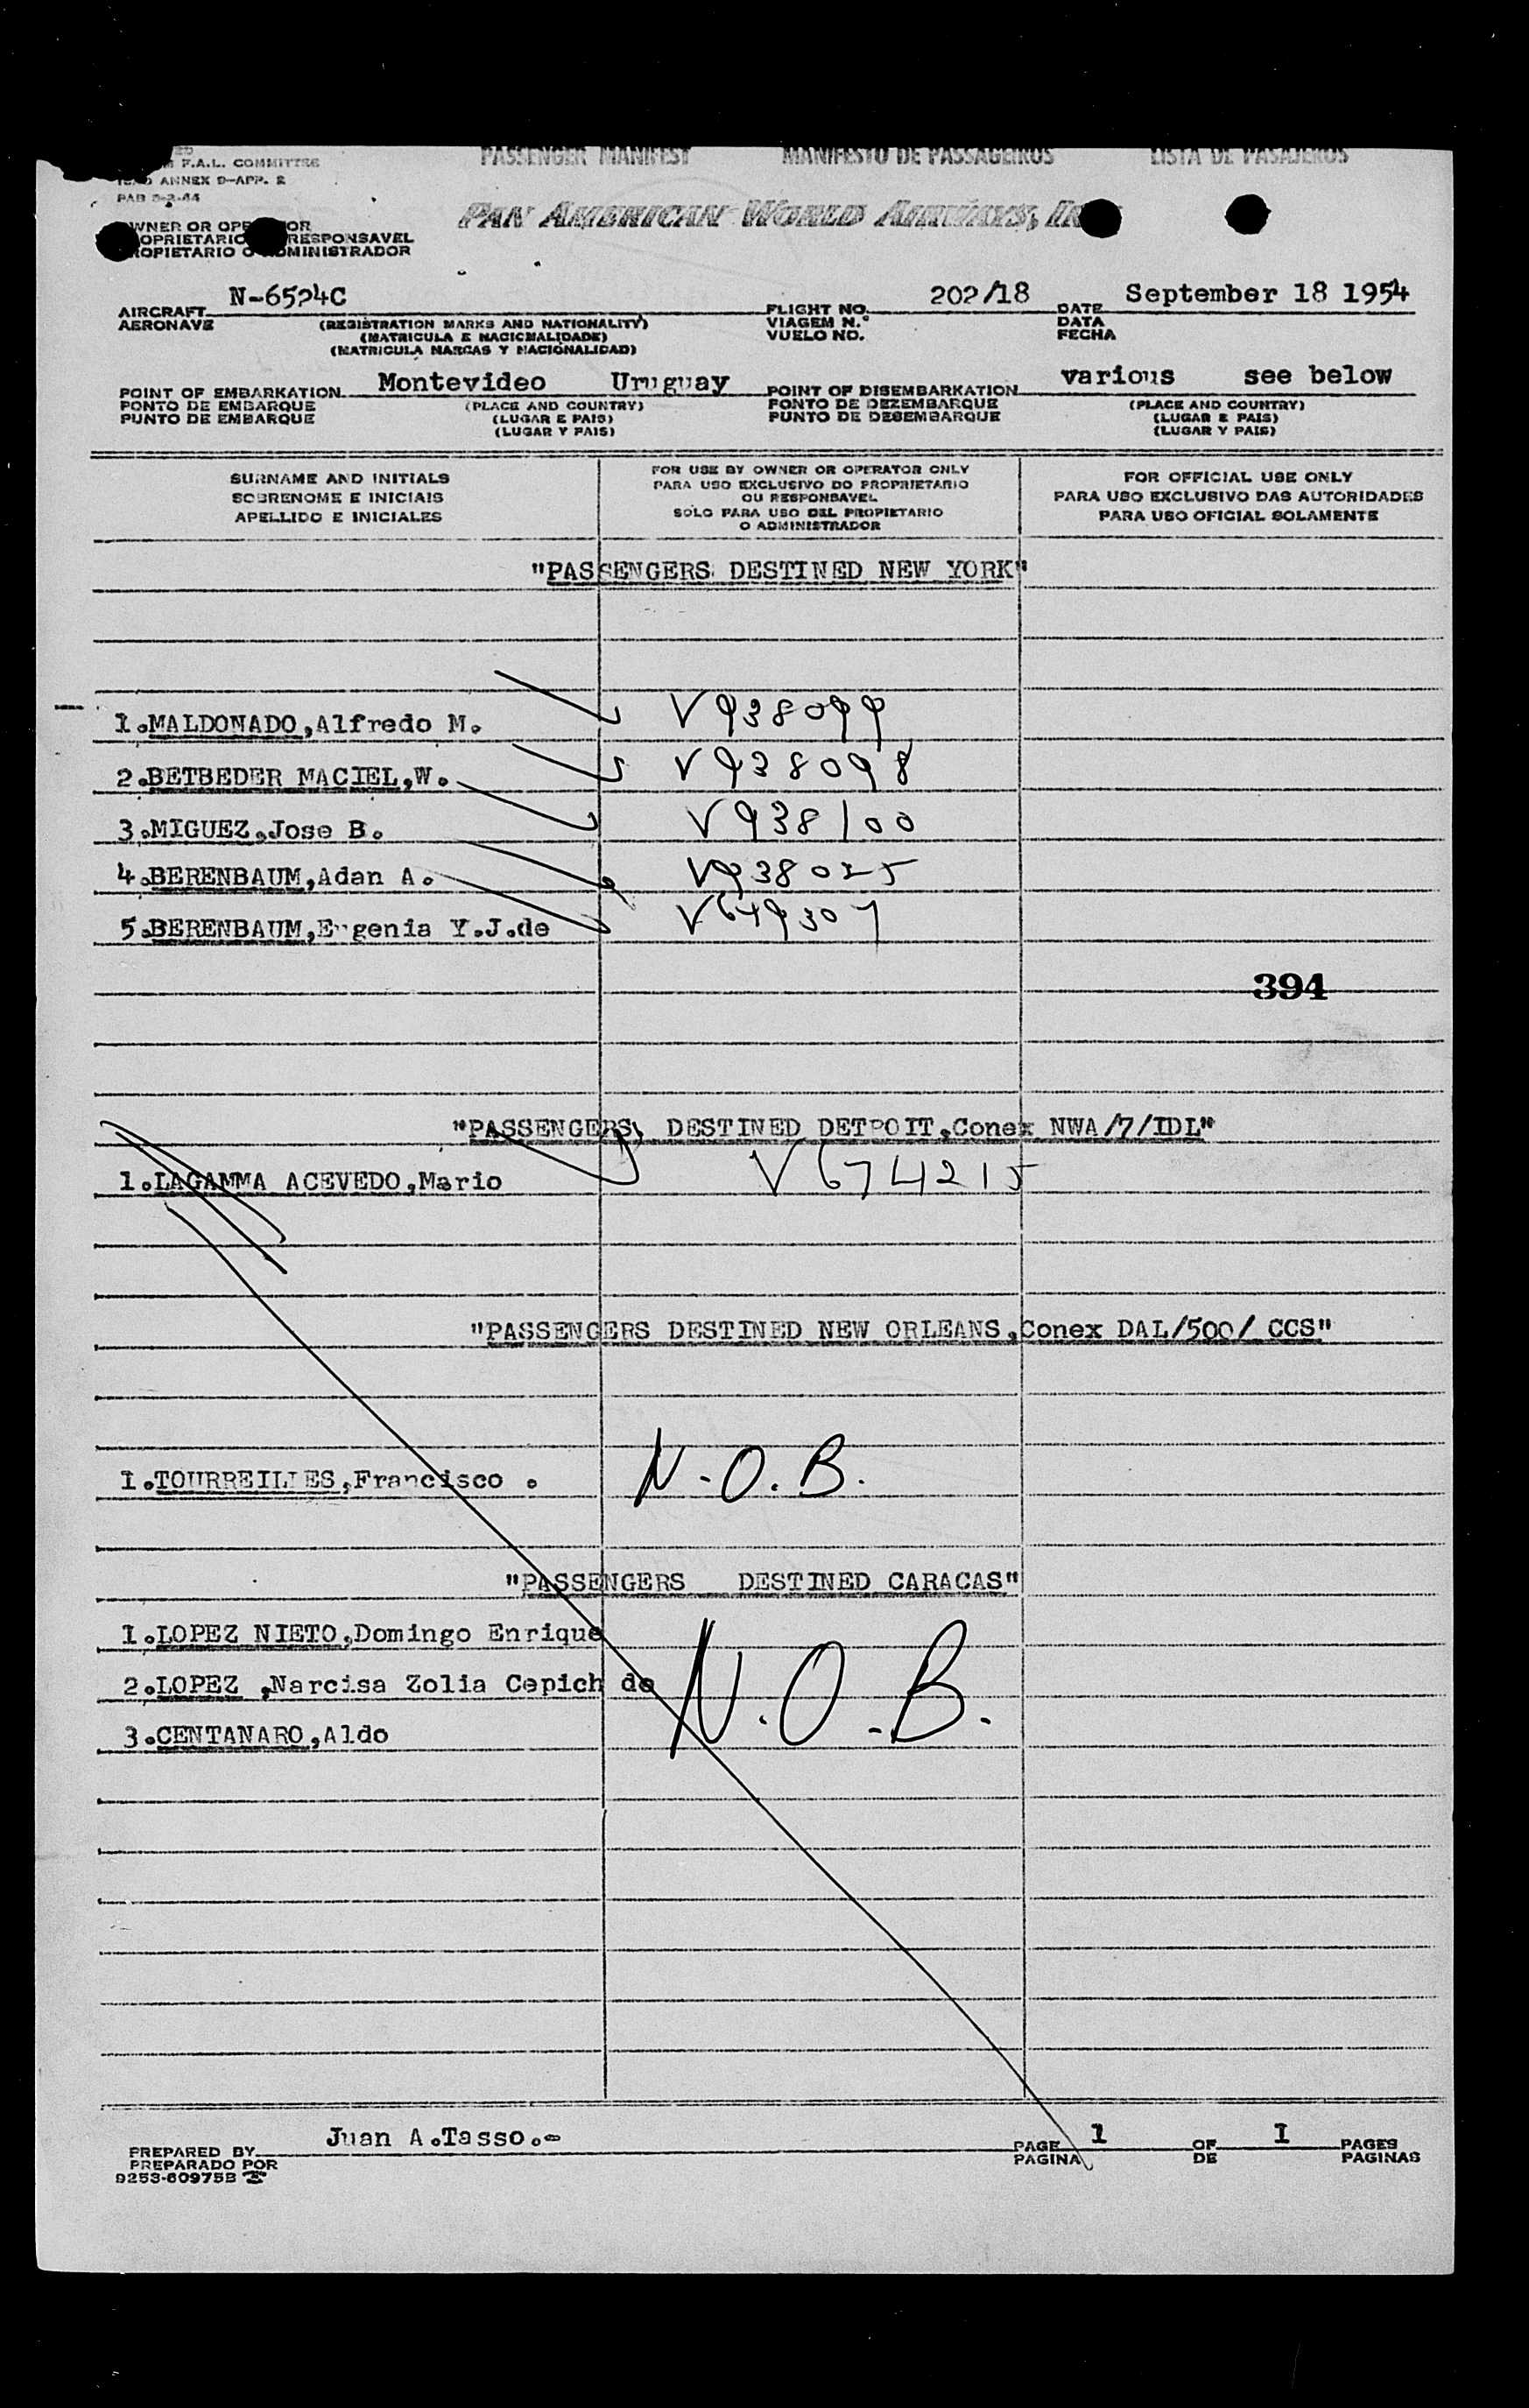 PASSENGER MANIFEST MANIFESTO DE PASSAGEIROS LISTA DE PASAJEROS
F.A.L. COMMITTEE
ANNEX 9-APP. 2
PAN AMERICAN WORLD AIRWAYS, IN
OWNER OR OPERATOR
PROPRIETARIO RESPONSAVEL
PROPIETARIO O ADMINISTRADOR
AIRCRAFT N-6524C FLIGHT NO. 202/18 DATE September 18 1954
AERONAVE (REGISTRATION MARKS AND NATIONALITY) VIAGEM N.° DATA
(MATRICULA E NACIONALIDADE) VUELO NO. FECHA
(MATRICULA MARCAS Y NACIONALIDAD)
POINT OF EMBARKATION Montevideo Uruguay POINT OF DISEMBARKATION various see below
PONTO DE EMBARQUE (PLACE AND COUNTRY) PONTO DE DEZEMBARQUE (PLACE AND COUNTRY)
PUNTO DE EMBARQUE (LUGAR E PAIS) PUNTO DE DESEMBARQUE (LUGAR E PAIS)
(LUGAR Y PAIS) (LUGAR Y PAIS)
SURNAME AND INITIALS
SOBRENOME E INICIAIS
APELLIDO E INICIALES
FOR USE BY OWNER OR OPERATOR ONLY
PARA USO EXCLUSIVO DO PROPRIETARIO
OU RESPONSAVEL
SOLO PARA USO DEL PROPIETARIO
O ADMINISTRADOR
FOR OFFICIAL USE ONLY
PARA USO EXCLUSIVO DAS AUTORIDADES
PARA USO OFICIAL SOLAMENTE
"PASSENGERS DESTINED NEW YORK"
1.MALDONADO,Alfredo M. V938099
2.BETBEDER MACIEL,W. V938098
3.MIGUEZ,Jose B. V938100
4.BERENBAUM,Adan A. V938025
5.BERENBAUM,Eugenia Y.J.de V649307
394
"PASSENGERS DESTINED DETROIT,Conex NWA/7/IDL"
1.LAGAMMA ACEVEDO,Mario V674215
"PASSENGERS DESTINED NEW ORLEANS,Conex DAL/500/ CCS"
1.TOURREILLES,Francisco . N.O.B.
"PASSENGERS DESTINED CARACAS"
1.LOPEZ NIETO,Domingo Enrique
2.LOPEZ ,Narcisa Zolia Cepich de N.O.B.
3.CENTANARO,Aldo
PREPARED BY Juan A.Tasso.- PAGE 1 OF I PAGES
PREPARADO POR PAGINA DE PAGINAS
9253-60975B